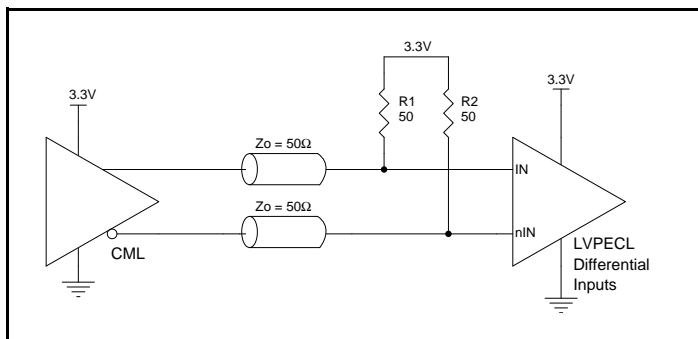 3.3V
3.3V
3.3V
R1
50
R2
50
Zo = 50Ω
Zo = 50Ω
IN
nIN
CML
LVPECL
Differential
Inputs